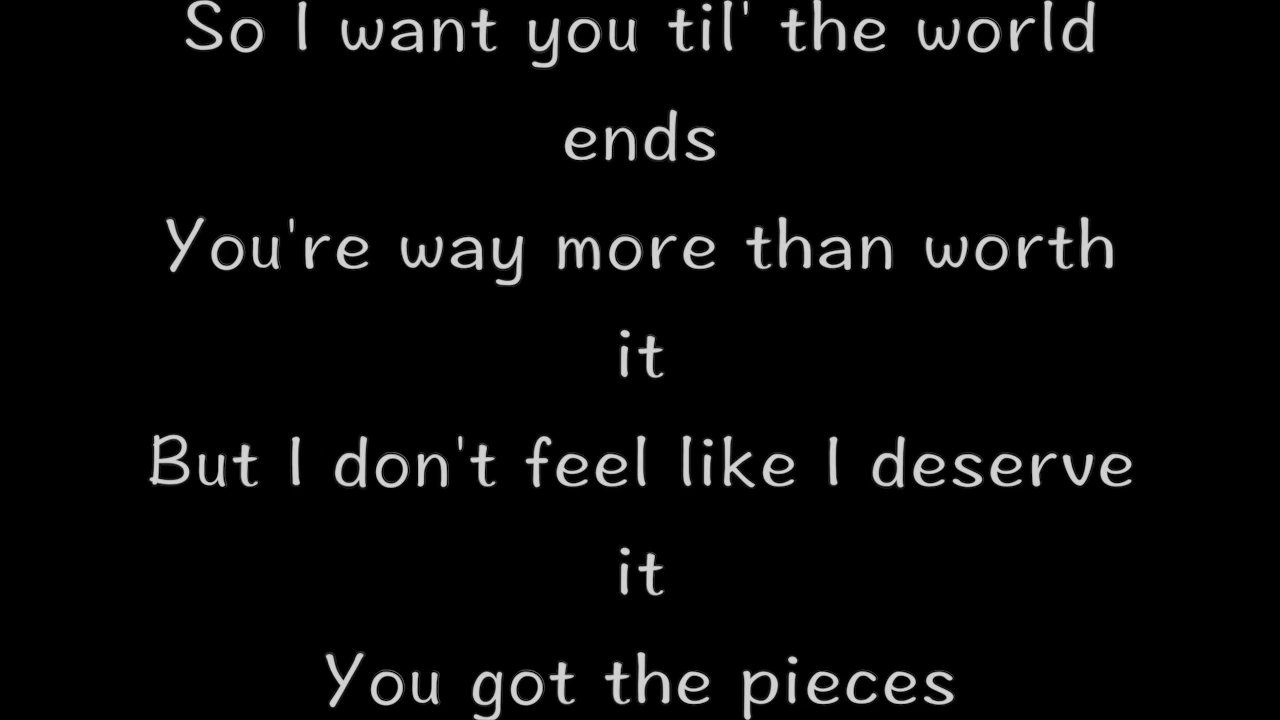 So I want you til' the world
ends
You're way more than worth
it
But I don't feel like I deserve
it
You got the pieces